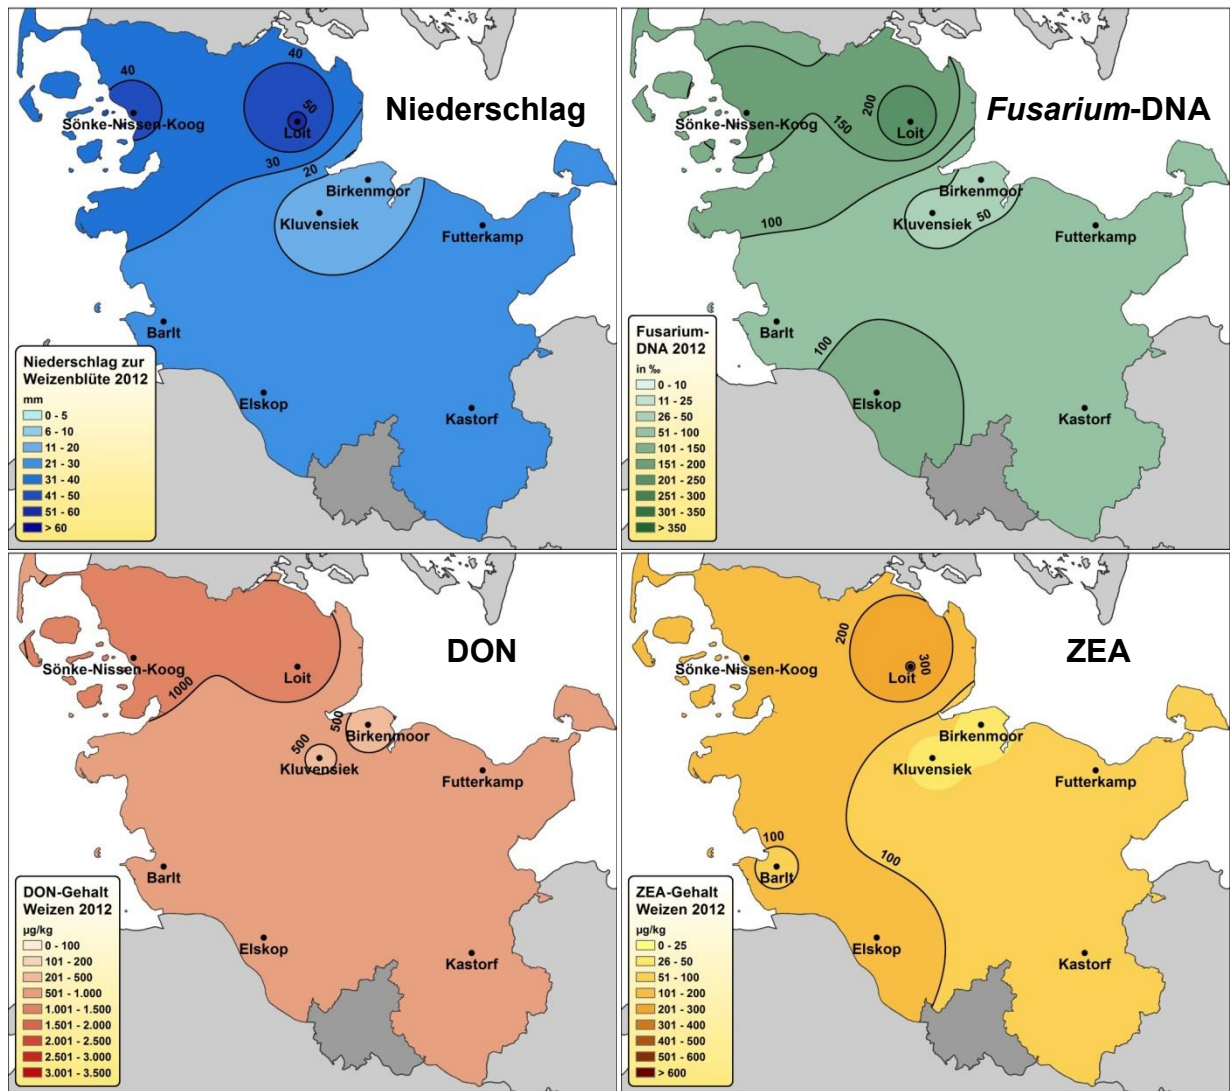 Niederschlag
40
40
50
Sönke-Nissen-Koog
Loit
30
20
Birkenmoor
Kluvensiek
Futterkamp
Barlt
Elskop
Kastorf
Niederschlag zur
Weizenblüte 2012
mm
0 - 5
6 - 10
11 - 20
21 - 30
31 - 40
41 - 50
51 - 60
> 60
Fusarium-DNA
200
150
Sönke-Nissen-Koog
Loit
100
Birkenmoor
Kluvensiek
50
Futterkamp
Barlt
100
Elskop
Kastorf
Fusarium-
DNA 2012
in ‰
0 - 10
11 - 25
26 - 50
51 - 100
101 - 150
151 - 200
201 - 250
251 - 300
301 - 350
> 350
DON
Sönke-Nissen-Koog
Loit
1000
500
Birkenmoor
500
Kluvensiek
Futterkamp
Barlt
Elskop
Kastorf
DON-Gehalt
Weizen 2012
µg/kg
0 - 100
101 - 200
201 - 500
501 - 1.000
1.001 - 1.500
1.501 - 2.000
2.001 - 2.500
2.501 - 3.000
3.001 - 3.500
ZEA
200
300
Sönke-Nissen-Koog
Loit
Birkenmoor
Kluvensiek
Futterkamp
100
Barlt
100
Elskop
Kastorf
ZEA-Gehalt
Weizen 2012
µg/kg
0 - 25
26 - 50
51 - 100
101 - 200
201 - 300
301 - 400
401 - 500
501 - 600
> 600